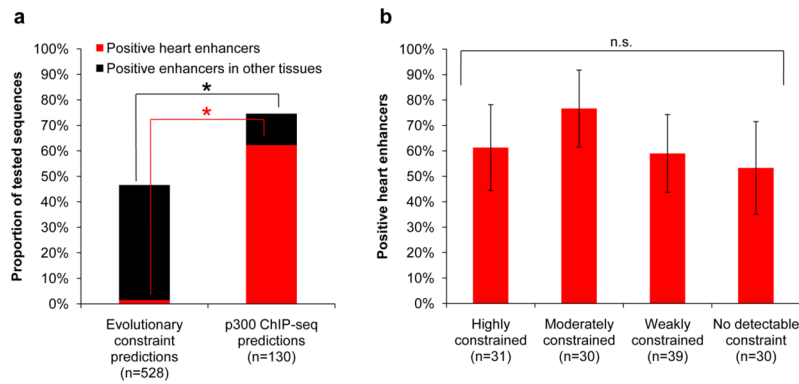 a
Proportion of tested sequences
100%
90%
80%
70%
60%
50%
40%
30%
20%
10%
0%
Positive heart enhancers
Positive enhancers in other tissues
*
*
Evolutionary
constraint
predictions
(n=528)
p300 ChIP-seq
predictions
(n=130)
b
Positive heart enhancers
100%
90%
80%
70%
60%
50%
40%
30%
20%
10%
0%
n.s.
Highly
constrained
(n=31)
Moderately
constrained
(n=30)
Weakly
constrained
(n=39)
No detectable
constraint
(n=30)